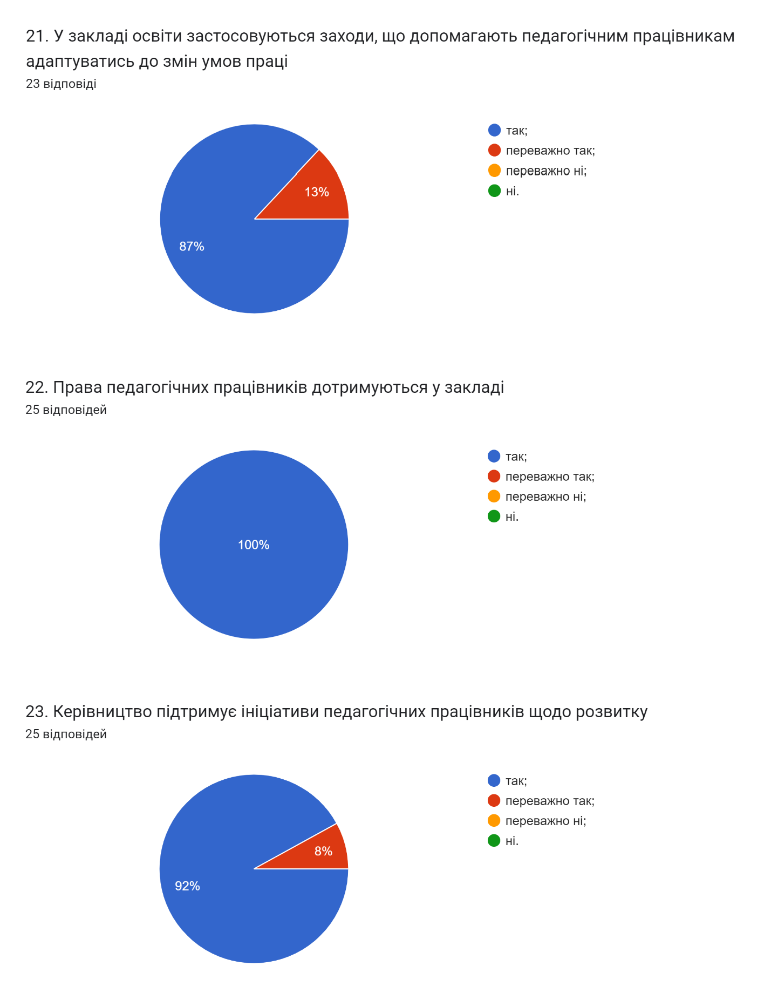 21. У закладі освіти застосовуються заходи, що допомагають педагогічним працівникам
адаптуватись до змін умов праці
23 відповіді
так;
переважно так;
переважно ні;
ні.
13%
87%
22. Права педагогічних працівників дотримуються у закладі
25 відповідей
так;
переважно так;
переважно ні;
ні.
100%
23. Керівництво підтримує ініціативи педагогічних працівників щодо розвитку
25 відповідей
так;
переважно так;
переважно ні;
ні.
8%
92%